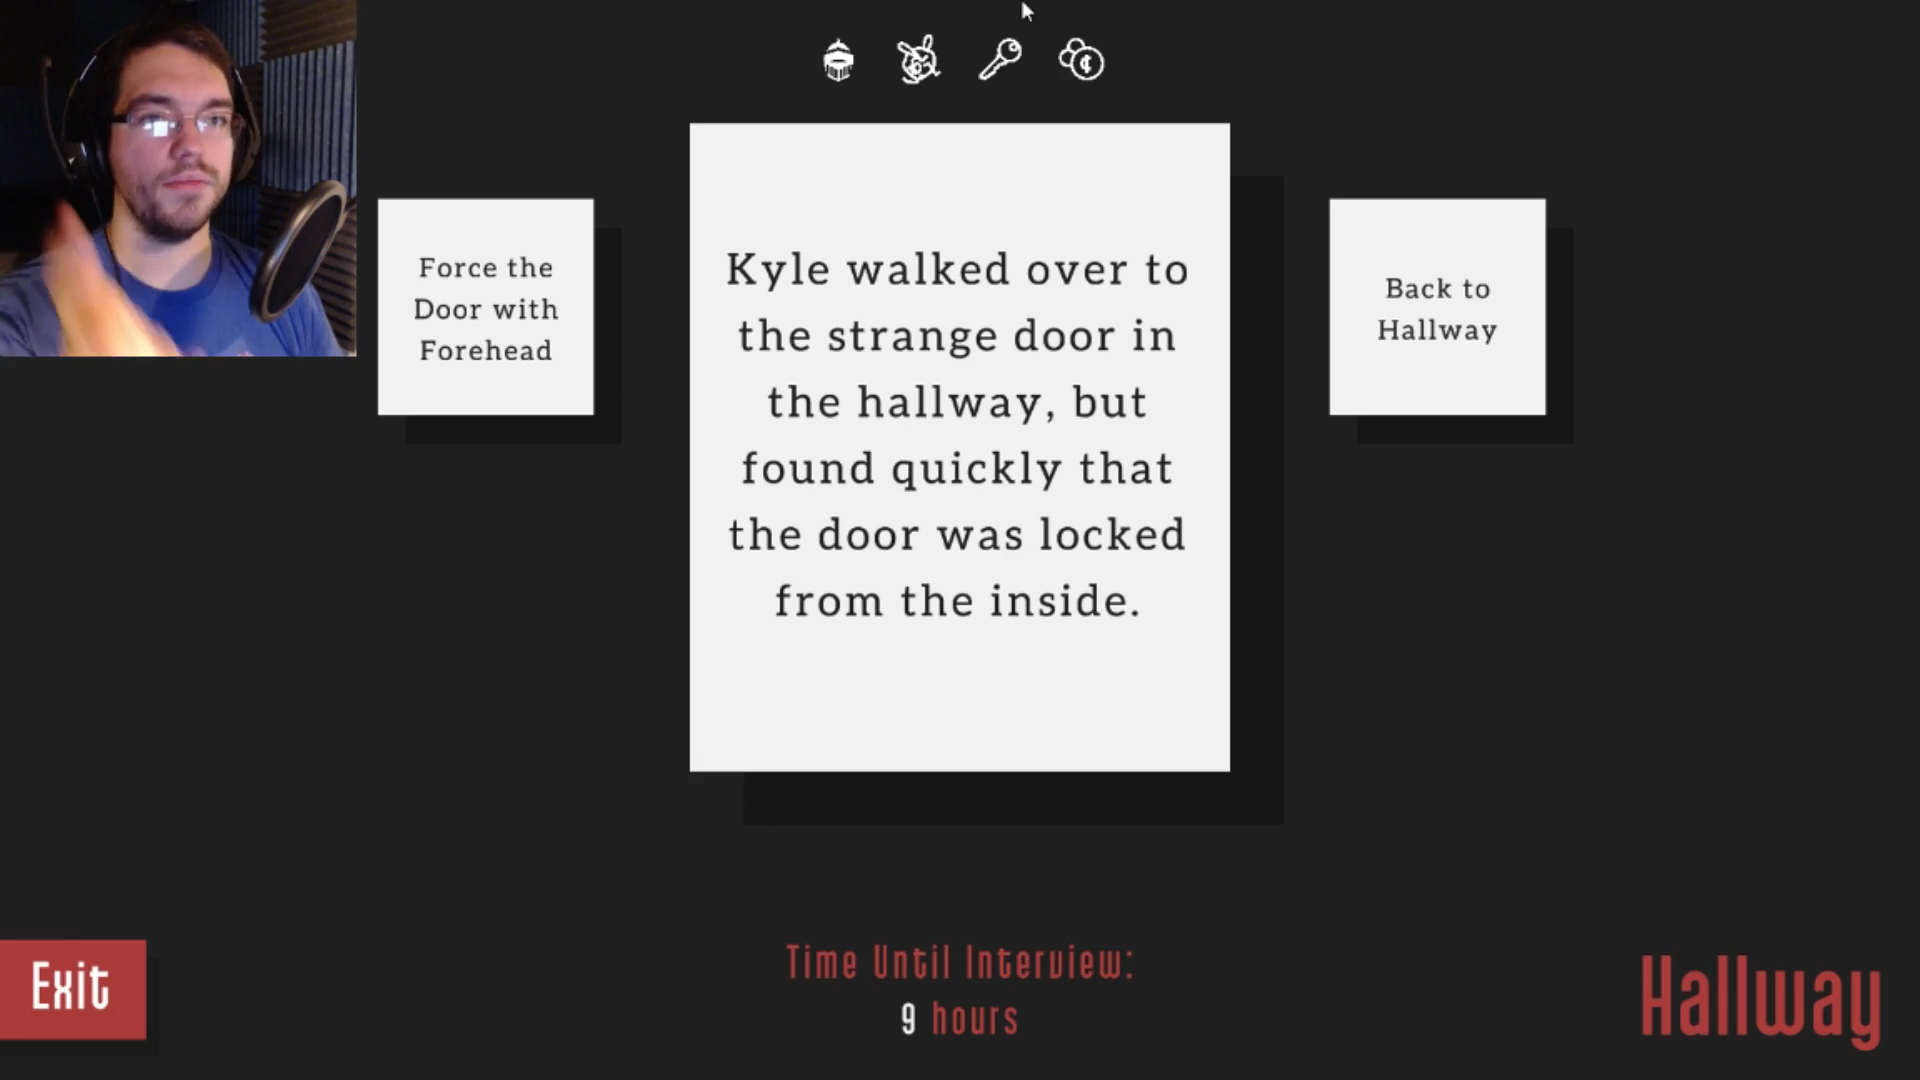 Force the
Door with
Forehead
Kyle walked over to
the strange door in
the hallway, but
found quickly that
the door was locked
from the inside.
Back to
Hallway
Exit
Time Until Interview:
9 hours
Hallway